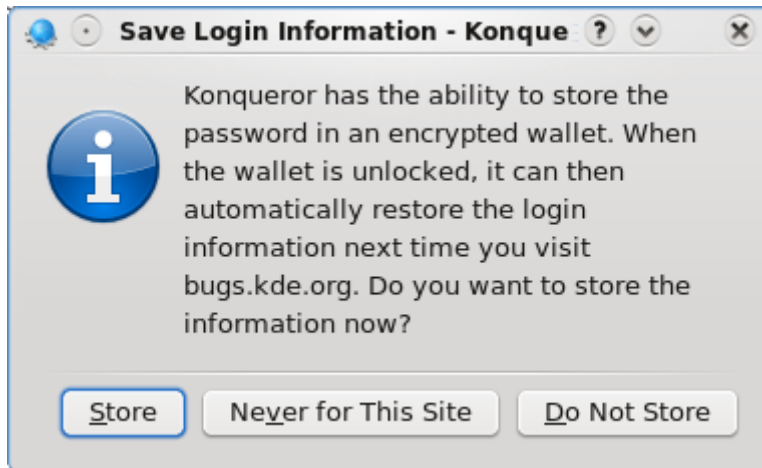 Save Login Information - Konque
Konqueror has the ability to store the
password in an encrypted wallet. When
the wallet is unlocked, it can then
automatically restore the login
information next time you visit
bugs.kde.org. Do you want to store the
information now?
Store Never for This Site Do Not Store